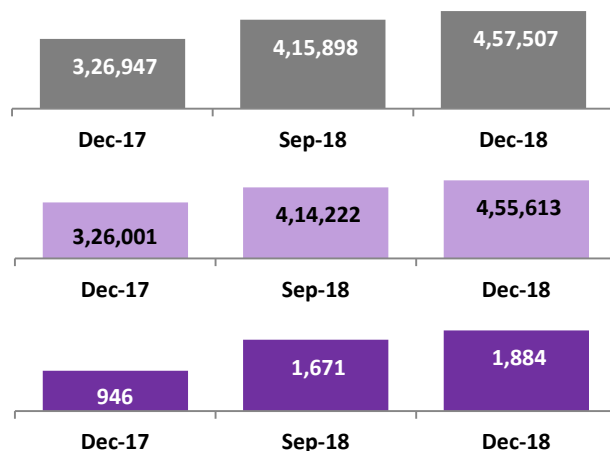 3,26,947 4,15,898 4,57,507
Dec-17 Sep-18 Dec-18
3,26,001 4,14,222 4,55,613
Dec-17 Sep-18 Dec-18
946 1,671 1,884
Dec-17 Sep-18 Dec-18